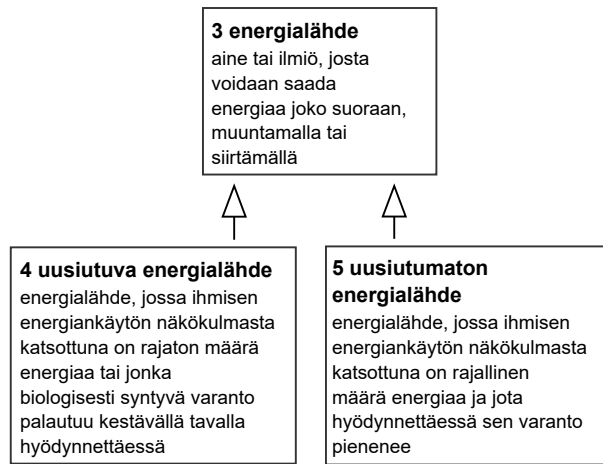 3 energialähde
aine tai ilmiö, josta
voidaan saada
energiaa joko suoraan,
muuntamalla tai
siirtämällä
4 uusiutuva energialähde
energialähde, jossa ihmisen
energiankäytön näkökulmasta
katsottuna on rajaton määrä
energiaa tai jonka
biologisesti syntyvä varanto
palautuu kestävällä tavalla
hyödynnettäessä
5 uusiutumaton
energialähde
energialähde, jossa ihmisen
energiankäytön näkökulmasta
katsottuna on rajallinen
määrä energiaa ja jota
hyödynnettäessä sen varanto
pienenee